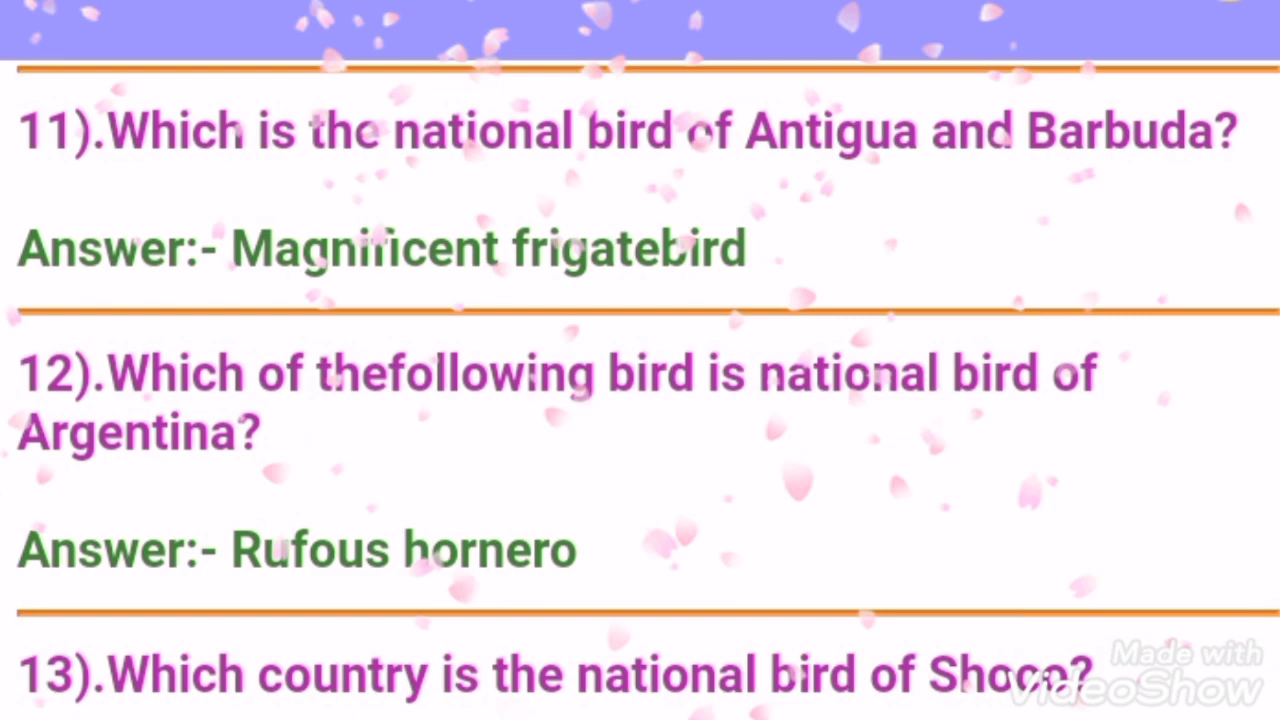 11).Which is the national bird of Antigua and Barbuda?
Answer:- Magnificent frigatebird
12).Which of thefollowing bird is national bird of
Argentina?
Answer:- Rufous hornero
13).Which country is the national bird of Shoco?
Made with
VideoShow